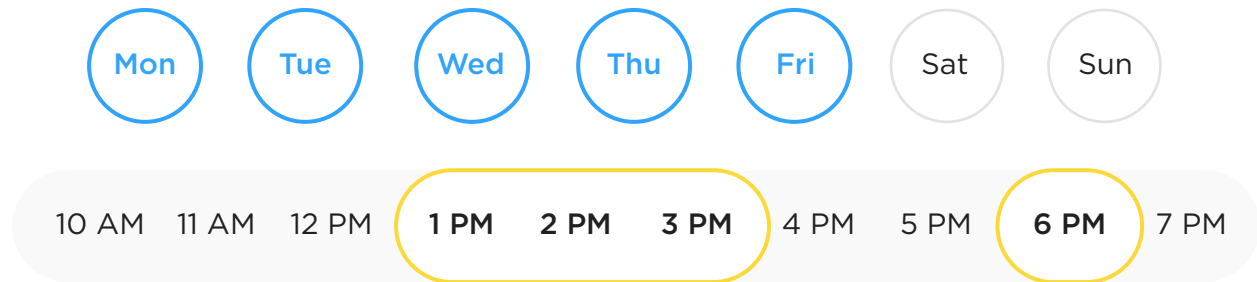 Mon Tue Wed Thu Fri Sat Sun
10 AM 11 AM 12 PM 1 PM 2 PM 3 PM 4 PM 5 PM 6 PM 7 PM